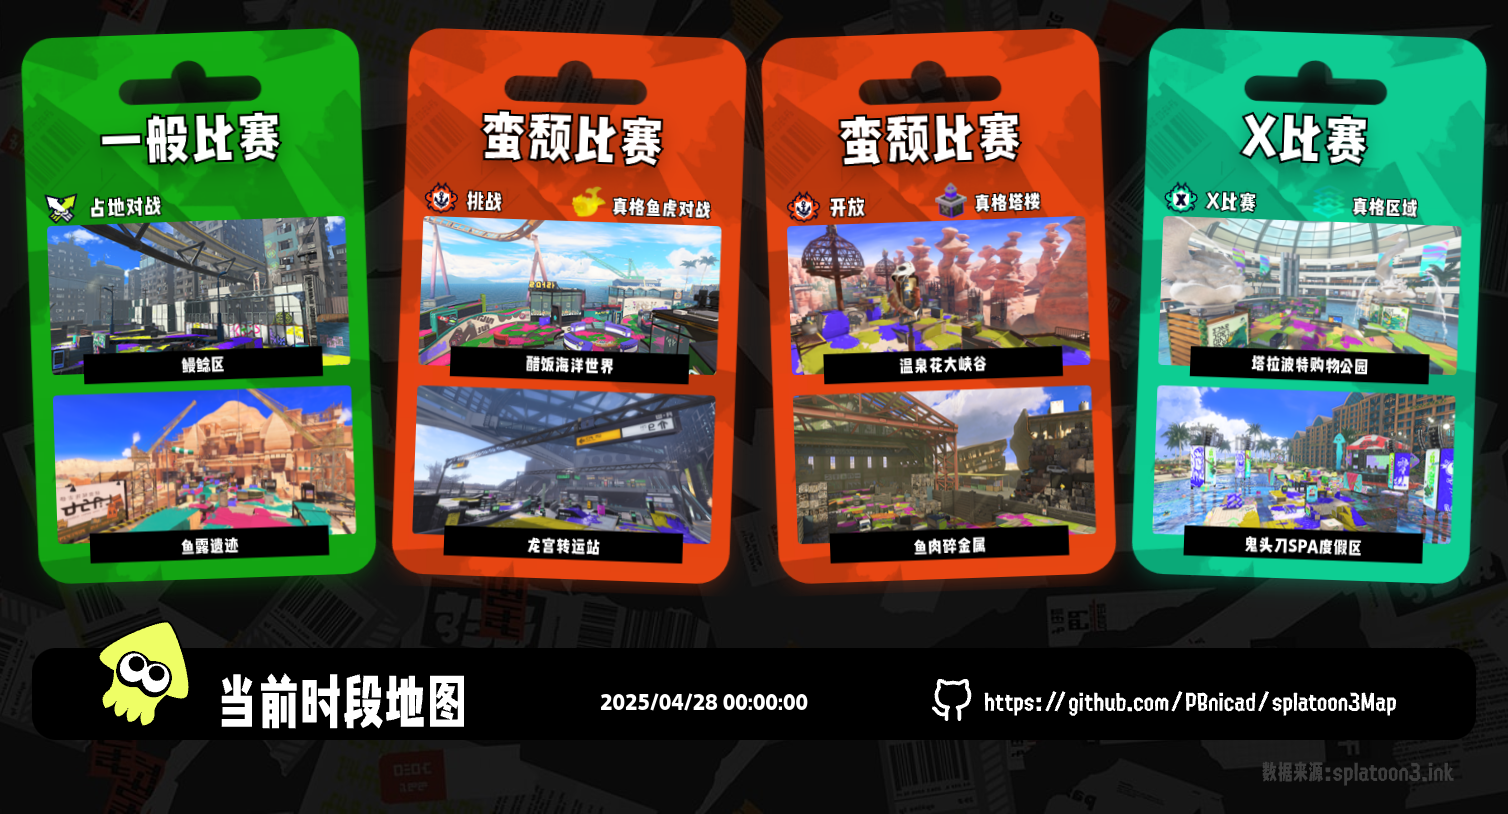 一般比赛
占地对战
鳗鲶区
鱼露遗迹
蛮颓比赛
挑战
真格鱼虎对战
醋饭海洋世界
龙宫转运站
蛮颓比赛
开放
真格塔楼
温泉花大峡谷
鱼肉碎金属
X比赛
X比赛
真格区域
塔拉波特购物公园
鬼头刀SPA度假区
当前时段地图
2025/04/28 00:00:00
https://github.com/PBnicad/splatoon3Map
数据来源:splatoon3.ink